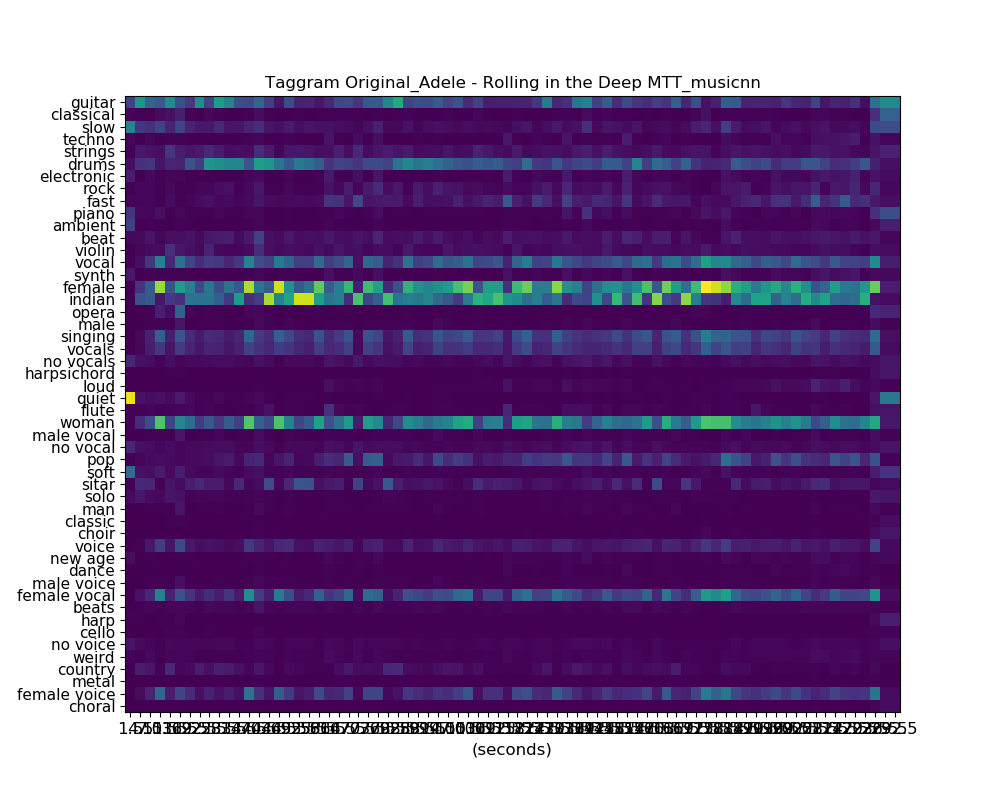 Taggram Original_Adele - Rolling in the Deep MTT_musicnn
guitar
classical
slow
techno
strings
drums
electronic
rock
fast
piano
ambient
beat
violin
vocal
synth
female
indian
opera
male
singing
vocals
no vocals
harpsichord
loud
quiet
flute
woman
male vocal
no vocal
pop
soft
sitar
solo
man
classic
choir
voice
new age
dance
male voice
female vocal
beats
harp
cello
no voice
weird
country
metal
female voice
choral
(seconds)